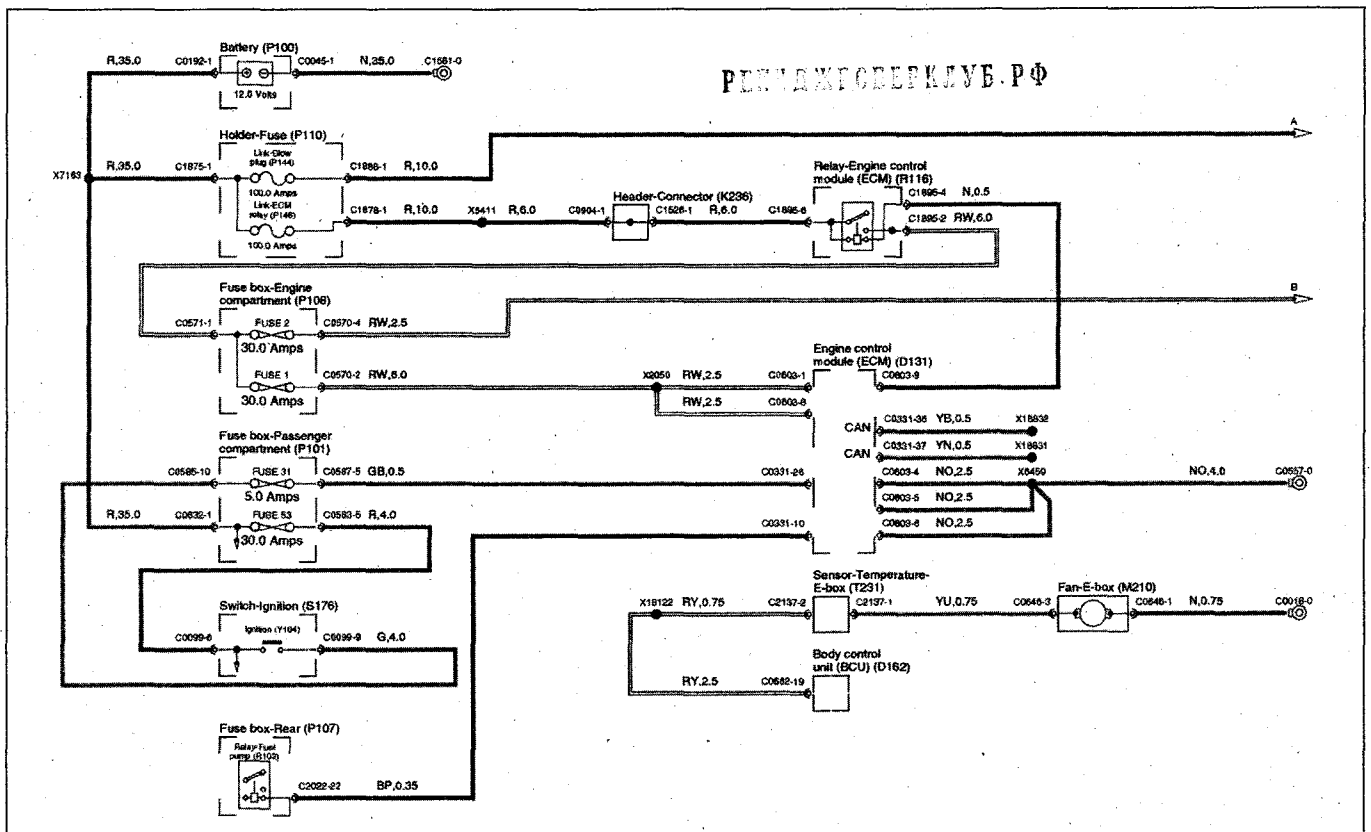 Battery (P100)
R,35.0 C0192-1 C0045-1 N,35.0
12.0 Volts
.РФ
A
Holder-Fuse (P110)
plug (P144)
X7163 R,35.0 C1875-1 R,10.0
100.0 Amps
Link-ECM
relay (P146)
100.0 Amps
C1878-1 R,10.0 X5411 R,6.0 C0904-1
Header-Connector (K236)
C1526-1 R,6.0 C1895-6
Relay-Engine control
module (ECM) (R116)
C1895-4 N,0.5
C1895-2 RW,6.0
B
Fuse box-Engine
compartment (P108)
C0571-1 FUSE 2 C0570-4 RW,2.5
30.0 Amps
FUSE 1 C0570-2 RW,6.0
30.0 Amps
X2050 RW,2.5 C0603-1
RW,2.5 C0603-8
Engine control
module (ECM) (D131)
C0603-9
CAN C0331-36 YB,0.5 X18832
CAN C0331-37 YN,0.5 X18831
Fuse box-Passenger
compartment (P101)
C0585-10 FUSE 31 C0587-5 GB,0.5
5.0 Amps
C0331-26 C0603-4 NO,2.5 X6459 NO,4.0 C0557-0
C0603-5 NO,2.5
R,35.0 C0632-1 FUSE 53 C0583-5 R,4.0
30.0 Amps
C0331-10 C0603-6 NO,2.5
Switch-Ignition (S176)
Ignition (Y104)
C0099-6 C0099-9 G,4.0
Sensor-Temperature-
E-box (T231)
X18122 RY,0.75 C2137-2 C2137-1 YU,0.75
Fan-E-box (M210)
C0646-3 C0646-1 N,0.75 C0018-0
Body control
unit (BCU) (D162)
RY,2.5 C0662-19
Fuse box-Rear (P107)
Relay-Fuel
pump (R103)
C2022-22 BP,0.35